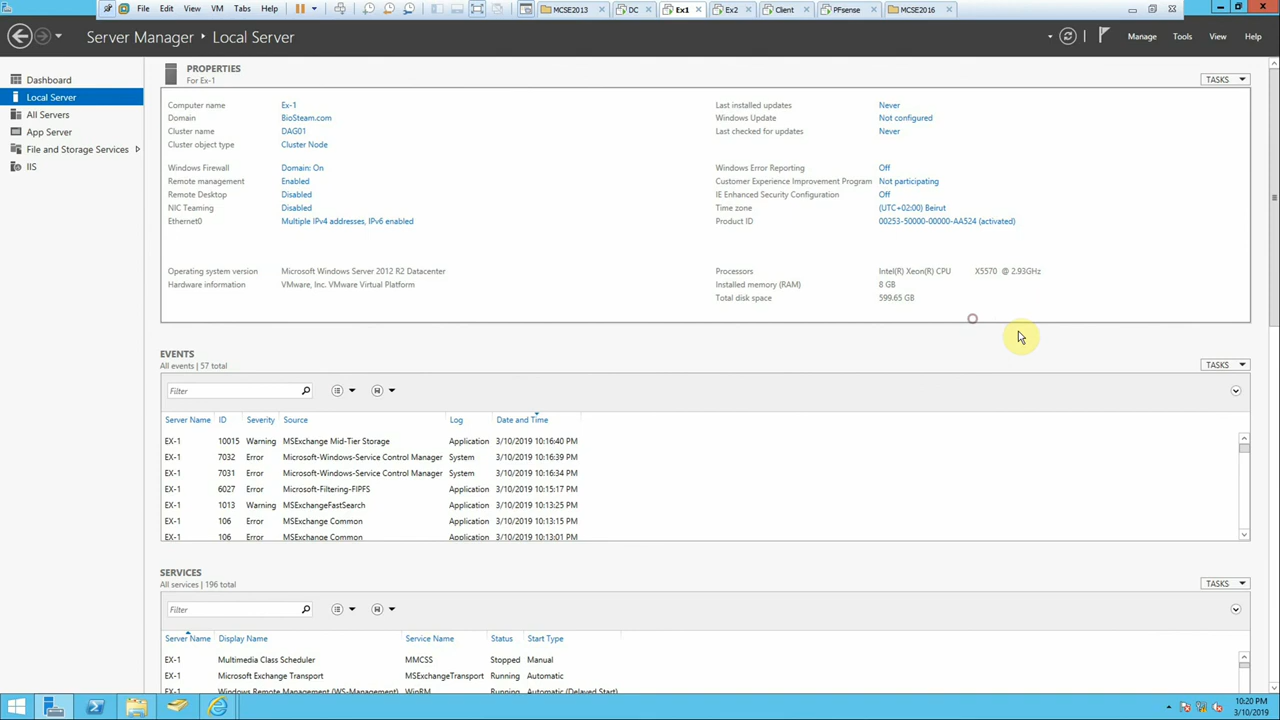 File Edit View VM Tabs Help MCSE2013 DC Ex1 Ex2 Client PFsense MCSE2016
Server Manager • Local Server Manage Tools View Help
Dashboard
Local Server
All Servers
App Server
File and Storage Services
IIS
PROPERTIES
For Ex-1
TASKS
Computer name Ex-1 Last installed updates Never
Domain BioSteam.com Windows Update Not configured
Cluster name DAG01 Last checked for updates Never
Cluster object type Cluster Node
Windows Firewall Domain: On Windows Error Reporting Off
Remote management Enabled Customer Experience Improvement Program Not participating
Remote Desktop Disabled IE Enhanced Security Configuration Off
NIC Teaming Disabled Time zone (UTC+02:00) Beirut
Ethernet0 Multiple IPv4 addresses, IPv6 enabled Product ID 00253-50000-00000-AA524 (activated)
Operating system version Microsoft Windows Server 2012 R2 Datacenter Processors Intel(R) Xeon(R) CPU X5570 @ 2.93GHz
Hardware information VMware, Inc. VMware Virtual Platform Installed memory (RAM) 8 GB
Total disk space 599.65 GB
EVENTS
All events | 57 total
TASKS
Filter
Server Name ID Severity Source Log Date and Time
EX-1 10015 Warning MSExchange Mid-Tier Storage Application 3/10/2019 10:16:40 PM
EX-1 7032 Error Microsoft-Windows-Service Control Manager System 3/10/2019 10:16:39 PM
EX-1 7031 Error Microsoft-Windows-Service Control Manager System 3/10/2019 10:16:34 PM
EX-1 6027 Error Microsoft-Filtering-FIPFS Application 3/10/2019 10:15:17 PM
EX-1 1013 Warning MSExchangeFastSearch Application 3/10/2019 10:13:25 PM
EX-1 106 Error MSExchange Common Application 3/10/2019 10:13:15 PM
EX-1 106 Error MSExchange Common Application 3/10/2019 10:13:01 PM
SERVICES
All services | 196 total
TASKS
Filter
Server Name Display Name Service Name Status Start Type
EX-1 Multimedia Class Scheduler MMCSS Stopped Manual
EX-1 Microsoft Exchange Transport MSExchangeTransport Running Automatic
EX-1 Windows Remote Management (WS-Management) WinRM Running Automatic (Delayed Start)
10:20 PM
3/10/2019